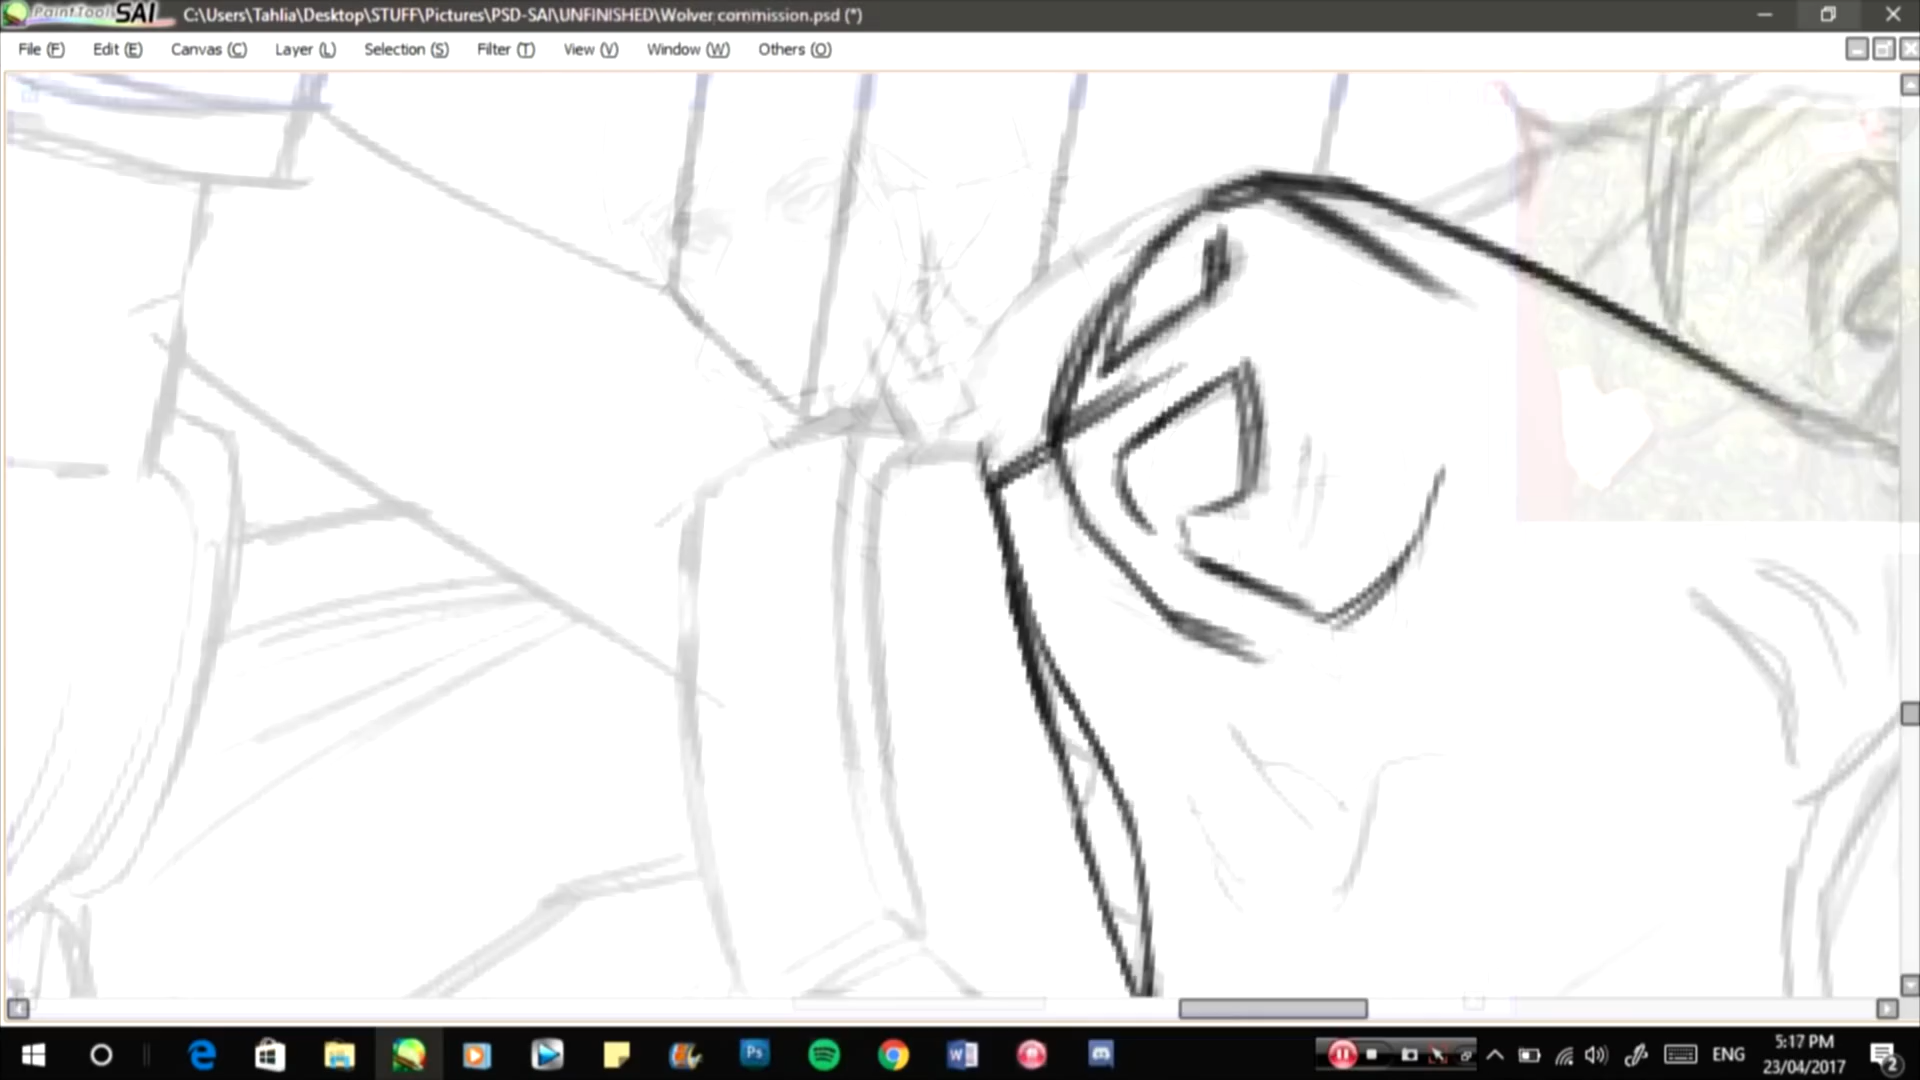 PaintTool SAI C:\Users\Tahlia\Desktop\STUFF\Pictures\PSD-SAI\UNFINISHED\Wolver commission.psd (*)
File (F) Edit (E) Canvas (C) Layer (L) Selection (S) Filter (T) View (V) Window (W) Others (O)
Ps
W
ENG
5:17 PM
23/04/2017
2